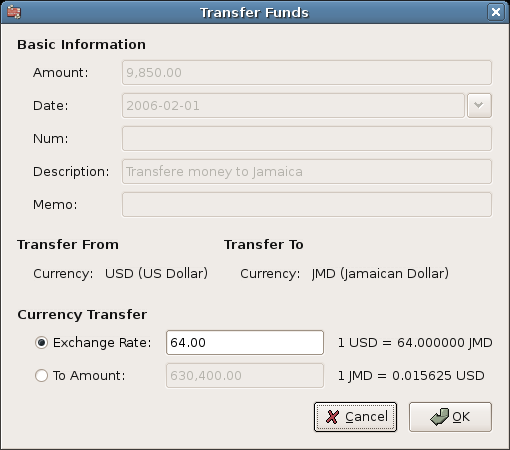 Transfer Funds
Basic Information
Amount: 9,850.00
Date: 2006-02-01
Num:
Description: Transfere money to Jamaica
Memo:
Transfer From Transfer To
Currency: USD (US Dollar) Currency: JMD (Jamaican Dollar)
Currency Transfer
Exchange Rate: 64.00 1 USD = 64.000000 JMD
To Amount: 630,400.00 1 JMD = 0.015625 USD
Cancel OK